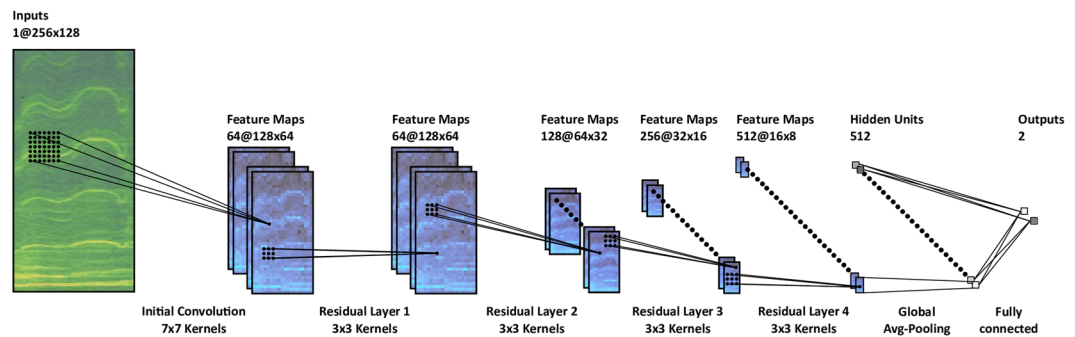 Inputs
1@256x128
Feature Maps
64@128x64
Feature Maps
64@128x64
Feature Maps
128@64x32
Feature Maps
256@32x16
Feature Maps
512@16x8
Hidden Units
512
Outputs
2
Initial Convolution
7x7 Kernels
Residual Layer 1
3x3 Kernels
Residual Layer 2
3x3 Kernels
Residual Layer 3
3x3 Kernels
Residual Layer 4
3x3 Kernels
Global
Avg-Pooling
Fully
connected